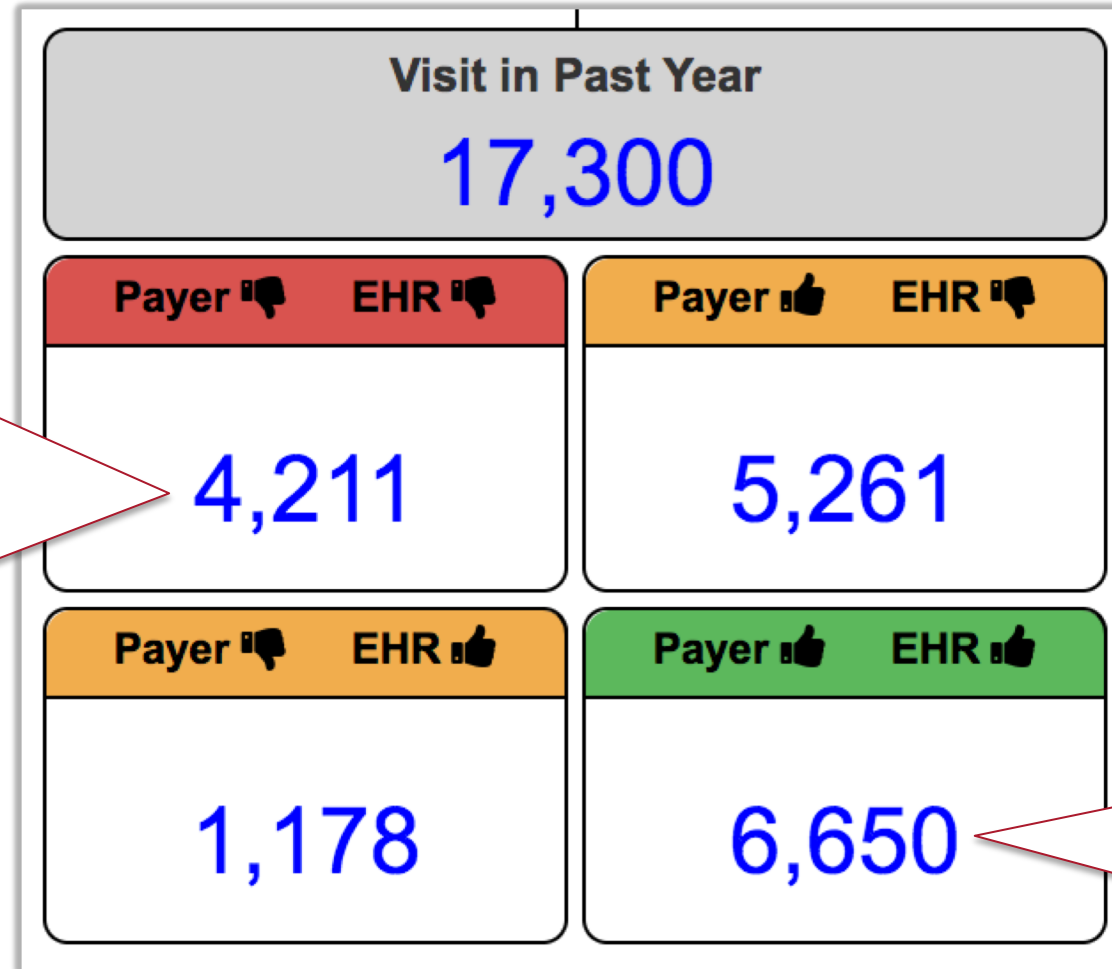 Visit in Past Year
17,300
Payer EHR
Payer EHR
4,211
5,261
Payer EHR
Payer EHR
1,178
6,650